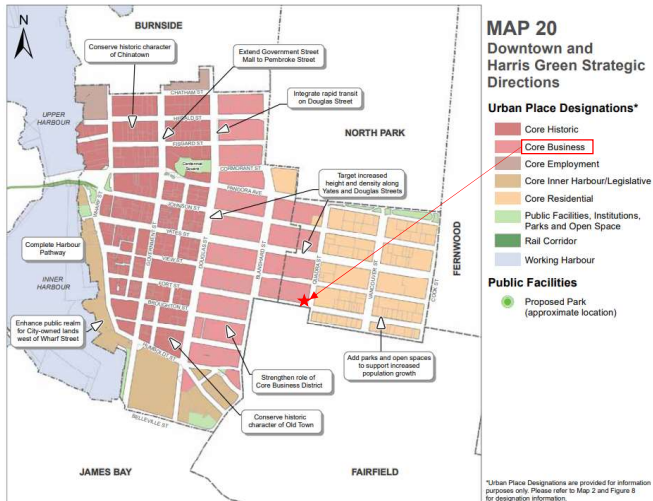 N
BURNSIDE
Conserve historic character
of Chinatown
Extend Government Street
Mall to Pembroke Street
Integrate rapid transit
on Douglas Street
CHATHAM ST
HERALD ST
FISGARD ST
UPPER
HARBOUR
NORTH PARK
Centennial
Square
CORMORANT ST
PANDORA AVE
Target increased
height and density along
Yates and Douglas Streets
JOHNSON ST
YATES ST
WHARF ST
GOVERNMENT ST
DOUGLAS ST
BLANSHARD ST
QUADRA ST
VANCOUVER ST
COOK ST
FERNWOOD
Complete Harbour
Pathway
VIEW ST
FORT ST
BROUGHTON ST
INNER
HARBOUR
Enhance public realm
for City-owned lands
west of Wharf Street
HUMBOLDT ST
Strengthen role of
Core Business District
Add parks and open spaces
to support increased
population growth
Conserve historic
character of Old Town
BELLEVILLE ST
JAMES BAY
FAIRFIELD
MAP 20
Downtown and
Harris Green Strategic
Directions
Urban Place Designations*
Core Historic
Core Business
Core Employment
Core Inner Harbour/Legislative
Core Residential
Public Facilities, Institutions,
Parks and Open Space
Rail Corridor
Working Harbour
Public Facilities
Proposed Park
(approximate location)
*Urban Place Designations are provided for information
purposes only. Please refer to Map 2 and Figure 8
for designation information.